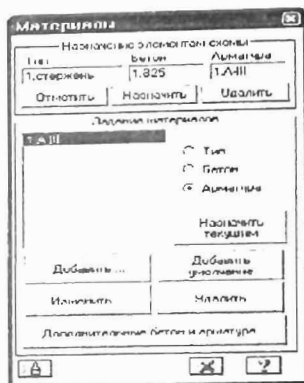 Материалы
Назначение элементам схемы
Тип Бетон Арматура
1.стержень 1.В25 1.А-III
Отметить Назначить Удалить
Задание материалов
1.А-III
Тип
Бетон
Арматура
Назначить текущим
Добавить ... Добавить умолчание
Изменить Удалить
Дополнительные бетон и арматура
?